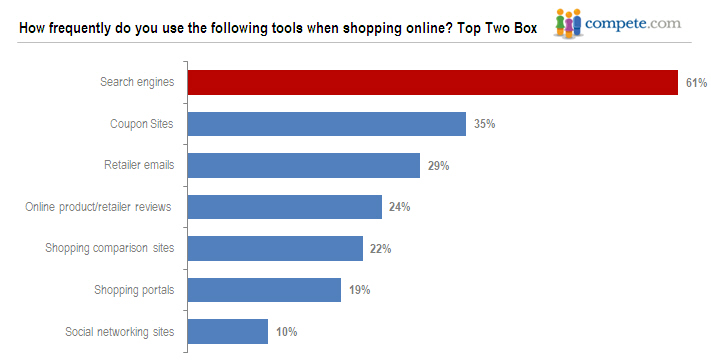 How frequently do you use the following tools when shopping online? Top Two Box
compete.com
Search engines 61%
Coupon Sites 35%
Retailer emails 29%
Online product/retailer reviews 24%
Shopping comparison sites 22%
Shopping portals 19%
Social networking sites 10%